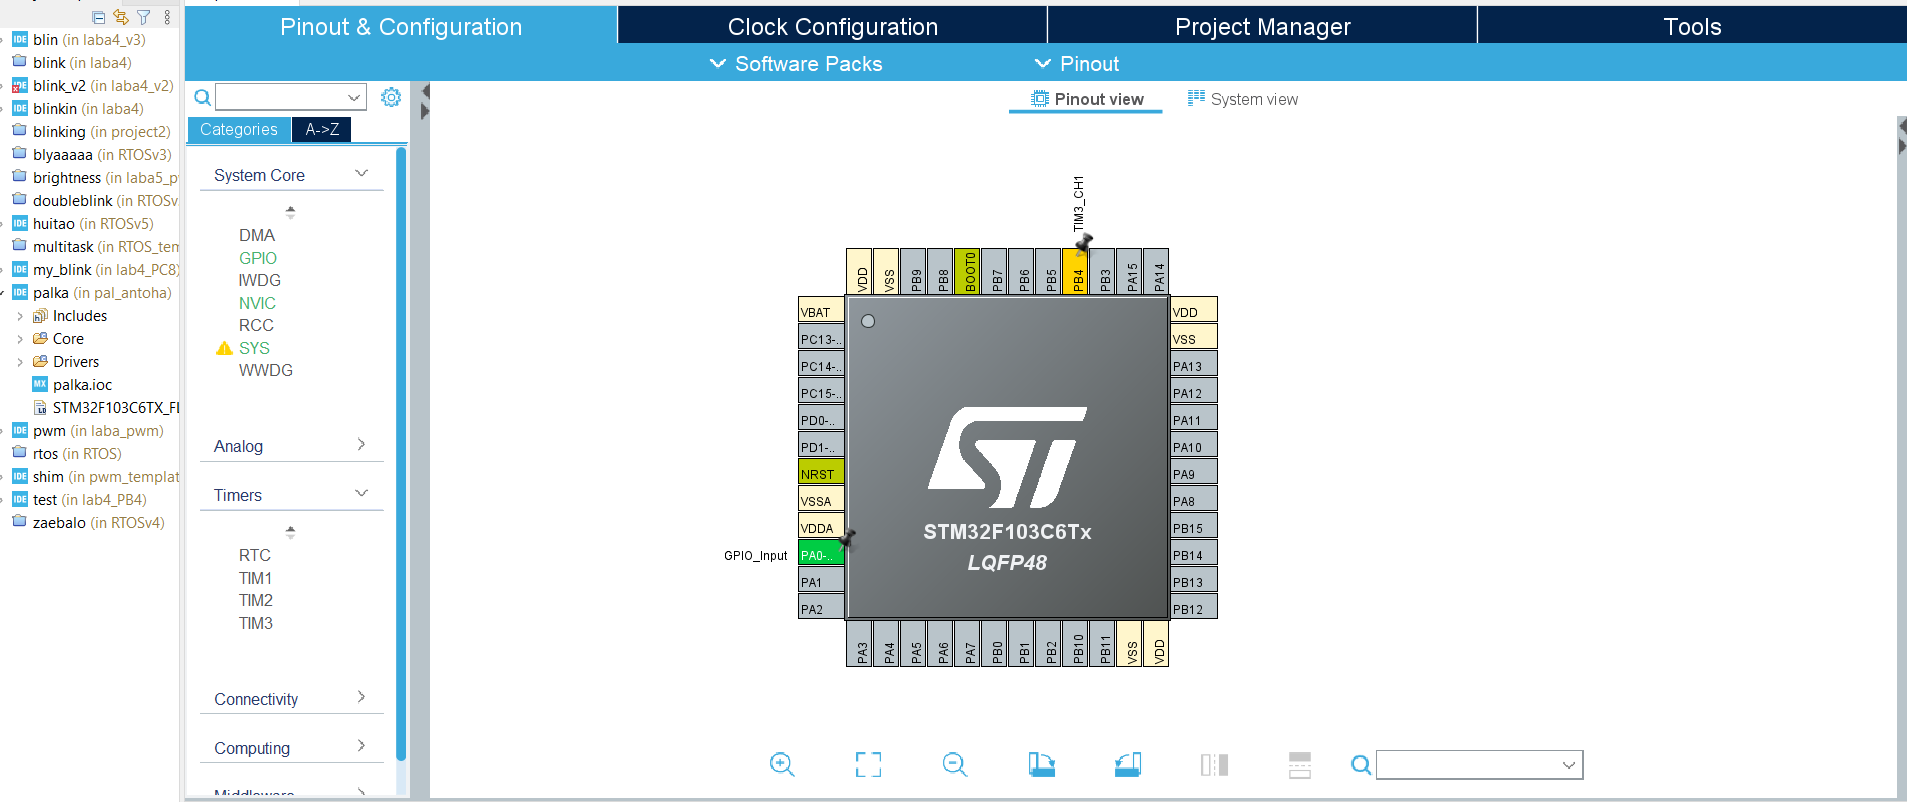 Pinout & Configuration
Clock Configuration
Project Manager
Tools
Software Packs
Pinout
blin (in laba4_v3)
blink (in laba4)
blink_v2 (in laba4_v2)
blinkin (in laba4)
blinking (in project2)
blyaaaaa (in RTOSv3)
brightness (in laba5_p
doubleblink (in RTOSv
huitao (in RTOSv5)
multitask (in RTOS_ten
my_blink (in lab4_PC8)
palka (in pal_antoha)
Includes
Core
Drivers
palka.ioc
STM32F103C6TX_FL
pwm (in laba_pwm)
rtos (in RTOS)
shim (in pwm_templat
test (in lab4_PB4)
zaebalo (in RTOSv4)
Categories
A->Z
System Core
DMA
GPIO
IWDG
NVIC
RCC
SYS
WWDG
Analog
Timers
RTC
TIM1
TIM2
TIM3
Connectivity
Computing
Middleware
Pinout view
System view
TIM3_CH1
VDD
VSS
PB9
PB8
BOOT0
PB7
PB6
PB5
PB4
PB3
PA15
PA14
VBAT
PC13-..
PC14-..
PC15-..
PD0-..
PD1-..
NRST
VSSA
VDDA
GPIO_Input
PA0-..
PA1
PA2
ST
STM32F103C6Tx
LQFP48
VDD
VSS
PA13
PA12
PA11
PA10
PA9
PA8
PB15
PB14
PB13
PB12
PA3
PA4
PA5
PA6
PA7
PB0
PB1
PB2
PB10
PB11
VSS
VDD